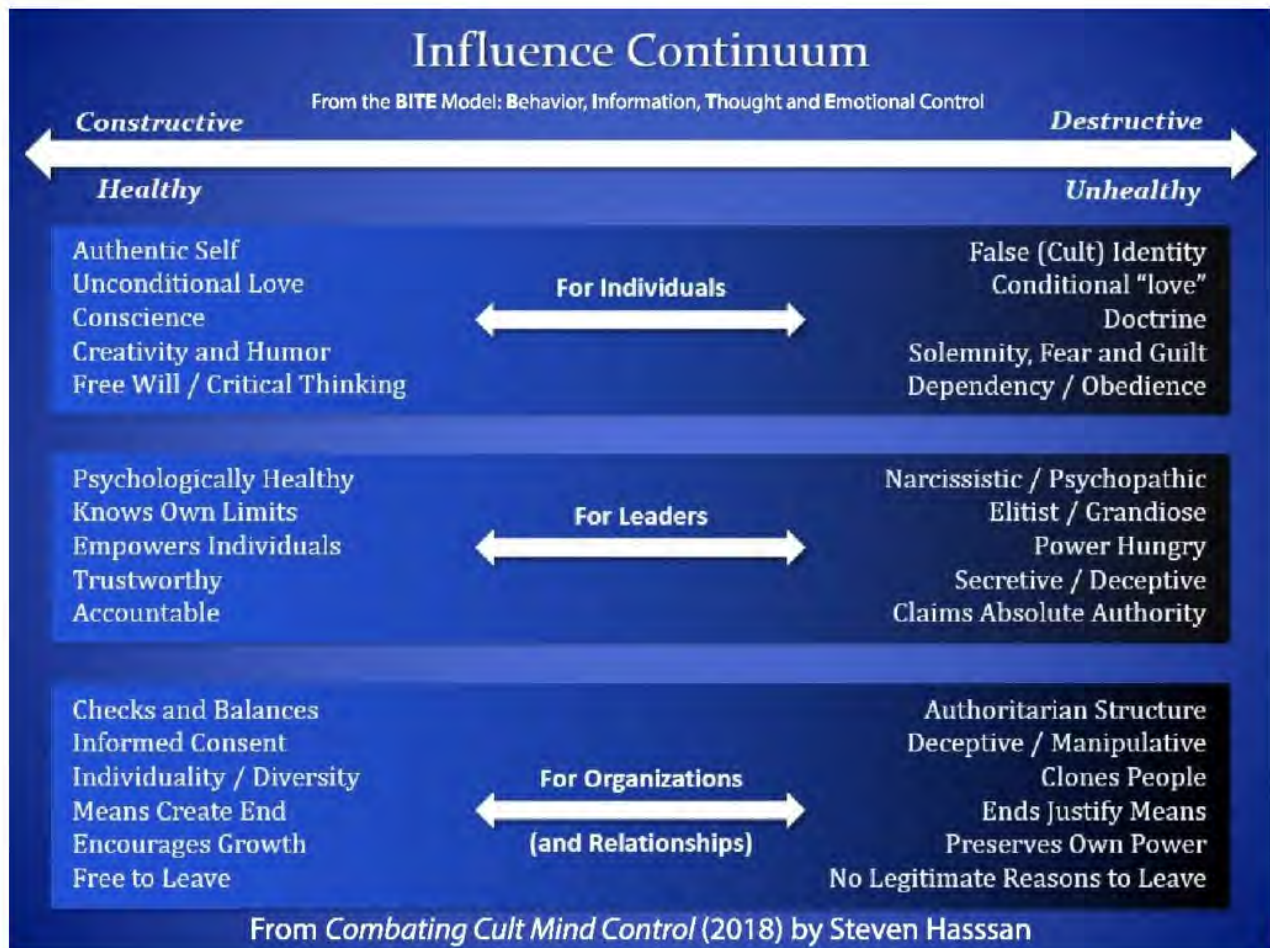 Influence Continuum
From the BITE Model: Behavior, Information, Thought and Emotional Control
Constructive
Destructive
Healthy
Unhealthy
Authentic Self
Unconditional Love
Conscience
Creativity and Humor
Free Will / Critical Thinking
For Individuals
False (Cult) Identity
Conditional “love”
Doctrine
Solemnity, Fear and Guilt
Dependency / Obedience
Psychologically Healthy
Knows Own Limits
Empowers Individuals
Trustworthy
Accountable
For Leaders
Narcissistic / Psychopathic
Elitist / Grandiose
Power Hungry
Secretive / Deceptive
Claims Absolute Authority
Checks and Balances
Informed Consent
Individuality / Diversity
Means Create End
Encourages Growth
Free to Leave
For Organizations
(and Relationships)
Authoritarian Structure
Deceptive / Manipulative
Clones People
Ends Justify Means
Preserves Own Power
No Legitimate Reasons to Leave
From Combating Cult Mind Control (2018) by Steven Hasssan